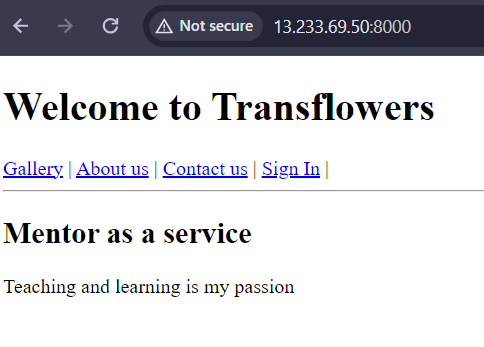 Not secure 13.233.69.50:8000
Welcome to Transflowers
Gallery | About us | Contact us | Sign In |
Mentor as a service
Teaching and learning is my passion